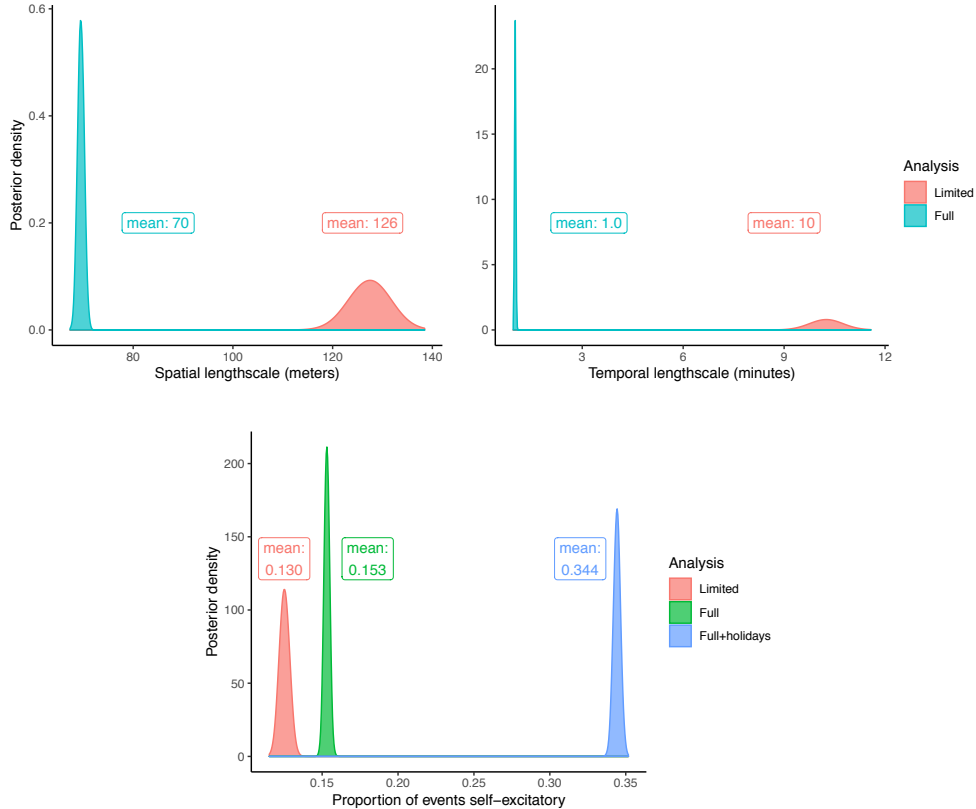 0.6
0.4
0.2
0.0
Posterior density
mean: 70
mean: 126
80
100
120
140
Spatial lengthscale (meters)
20
15
10
5
0
mean: 1.0
mean: 10
3
6
9
12
Temporal lengthscale (minutes)
Analysis
Limited
Full
200
150
100
50
0
Posterior density
mean:
0.130
mean:
0.153
mean:
0.344
0.15
0.20
0.25
0.30
0.35
Proportion of events self−excitatory
Analysis
Limited
Full
Full+holidays